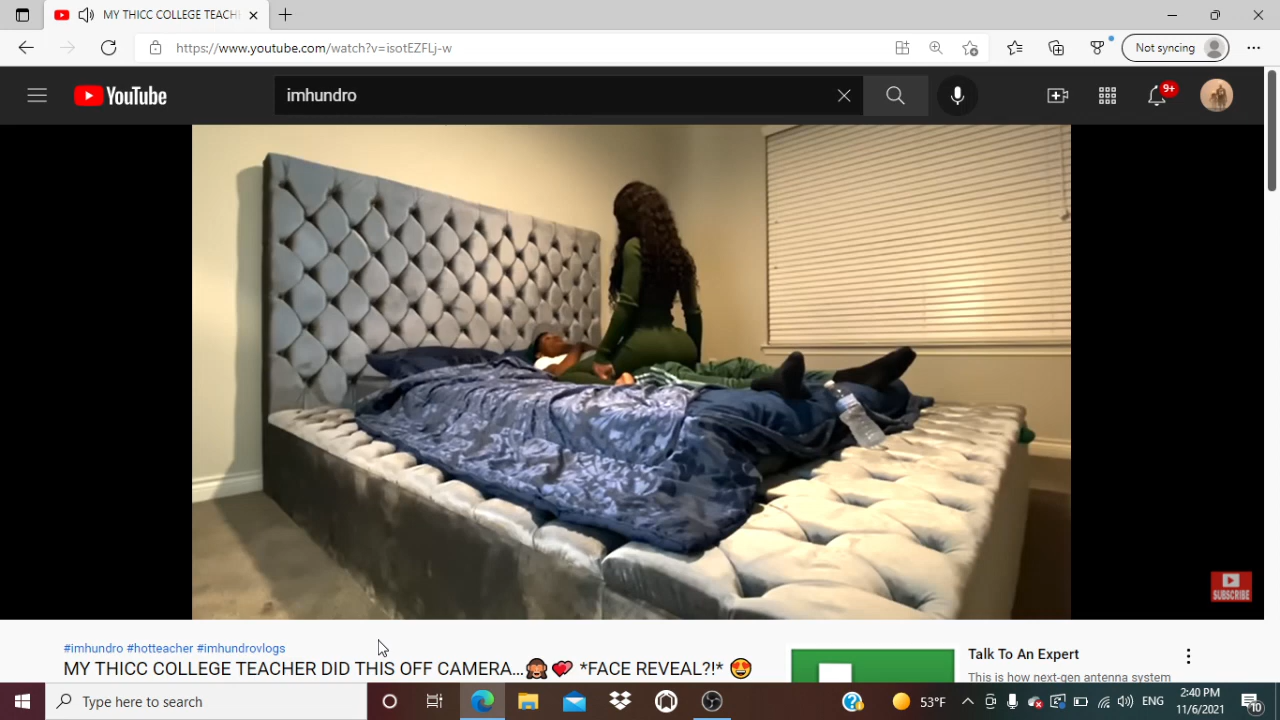 MY THICC COLLEGE TEACH
https://www.youtube.com/watch?v=isotEZFLj-w
Not syncing
YouTube
imhundro
9+
SUBSCRIBE
#imhundro #hotteacher #imhundrovlogs
MY THICC COLLEGE TEACHER DID THIS OFF CAMERA...🙈💕 *FACE REVEAL?!* 😍
Talk To An Expert
This is how next-gen antenna system
Type here to search
53°F
ENG
2:40 PM
11/6/2021
10